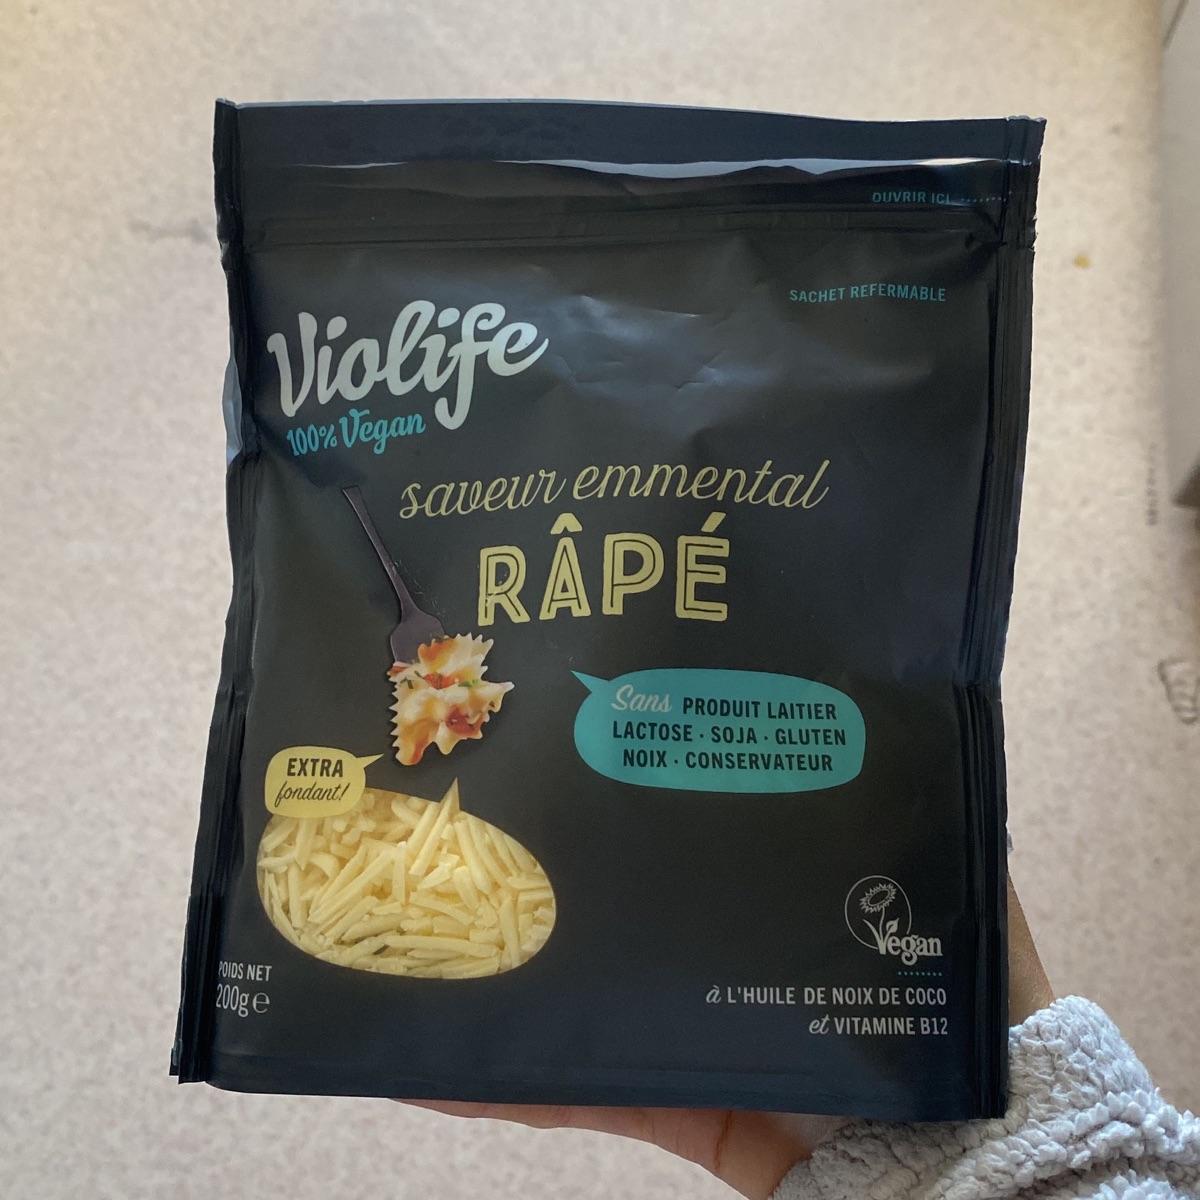 OUVRIR ICI
SACHET REFERMABLE
Violife
100% Vegan
saveur emmental
RÂPÉ
Sans PRODUIT LAITIER
LACTOSE · SOJA · GLUTEN
NOIX · CONSERVATEUR
EXTRA
fondant!
Vegan
POIDS NET
200g e
à L'HUILE DE NOIX DE COCO
et VITAMINE B12